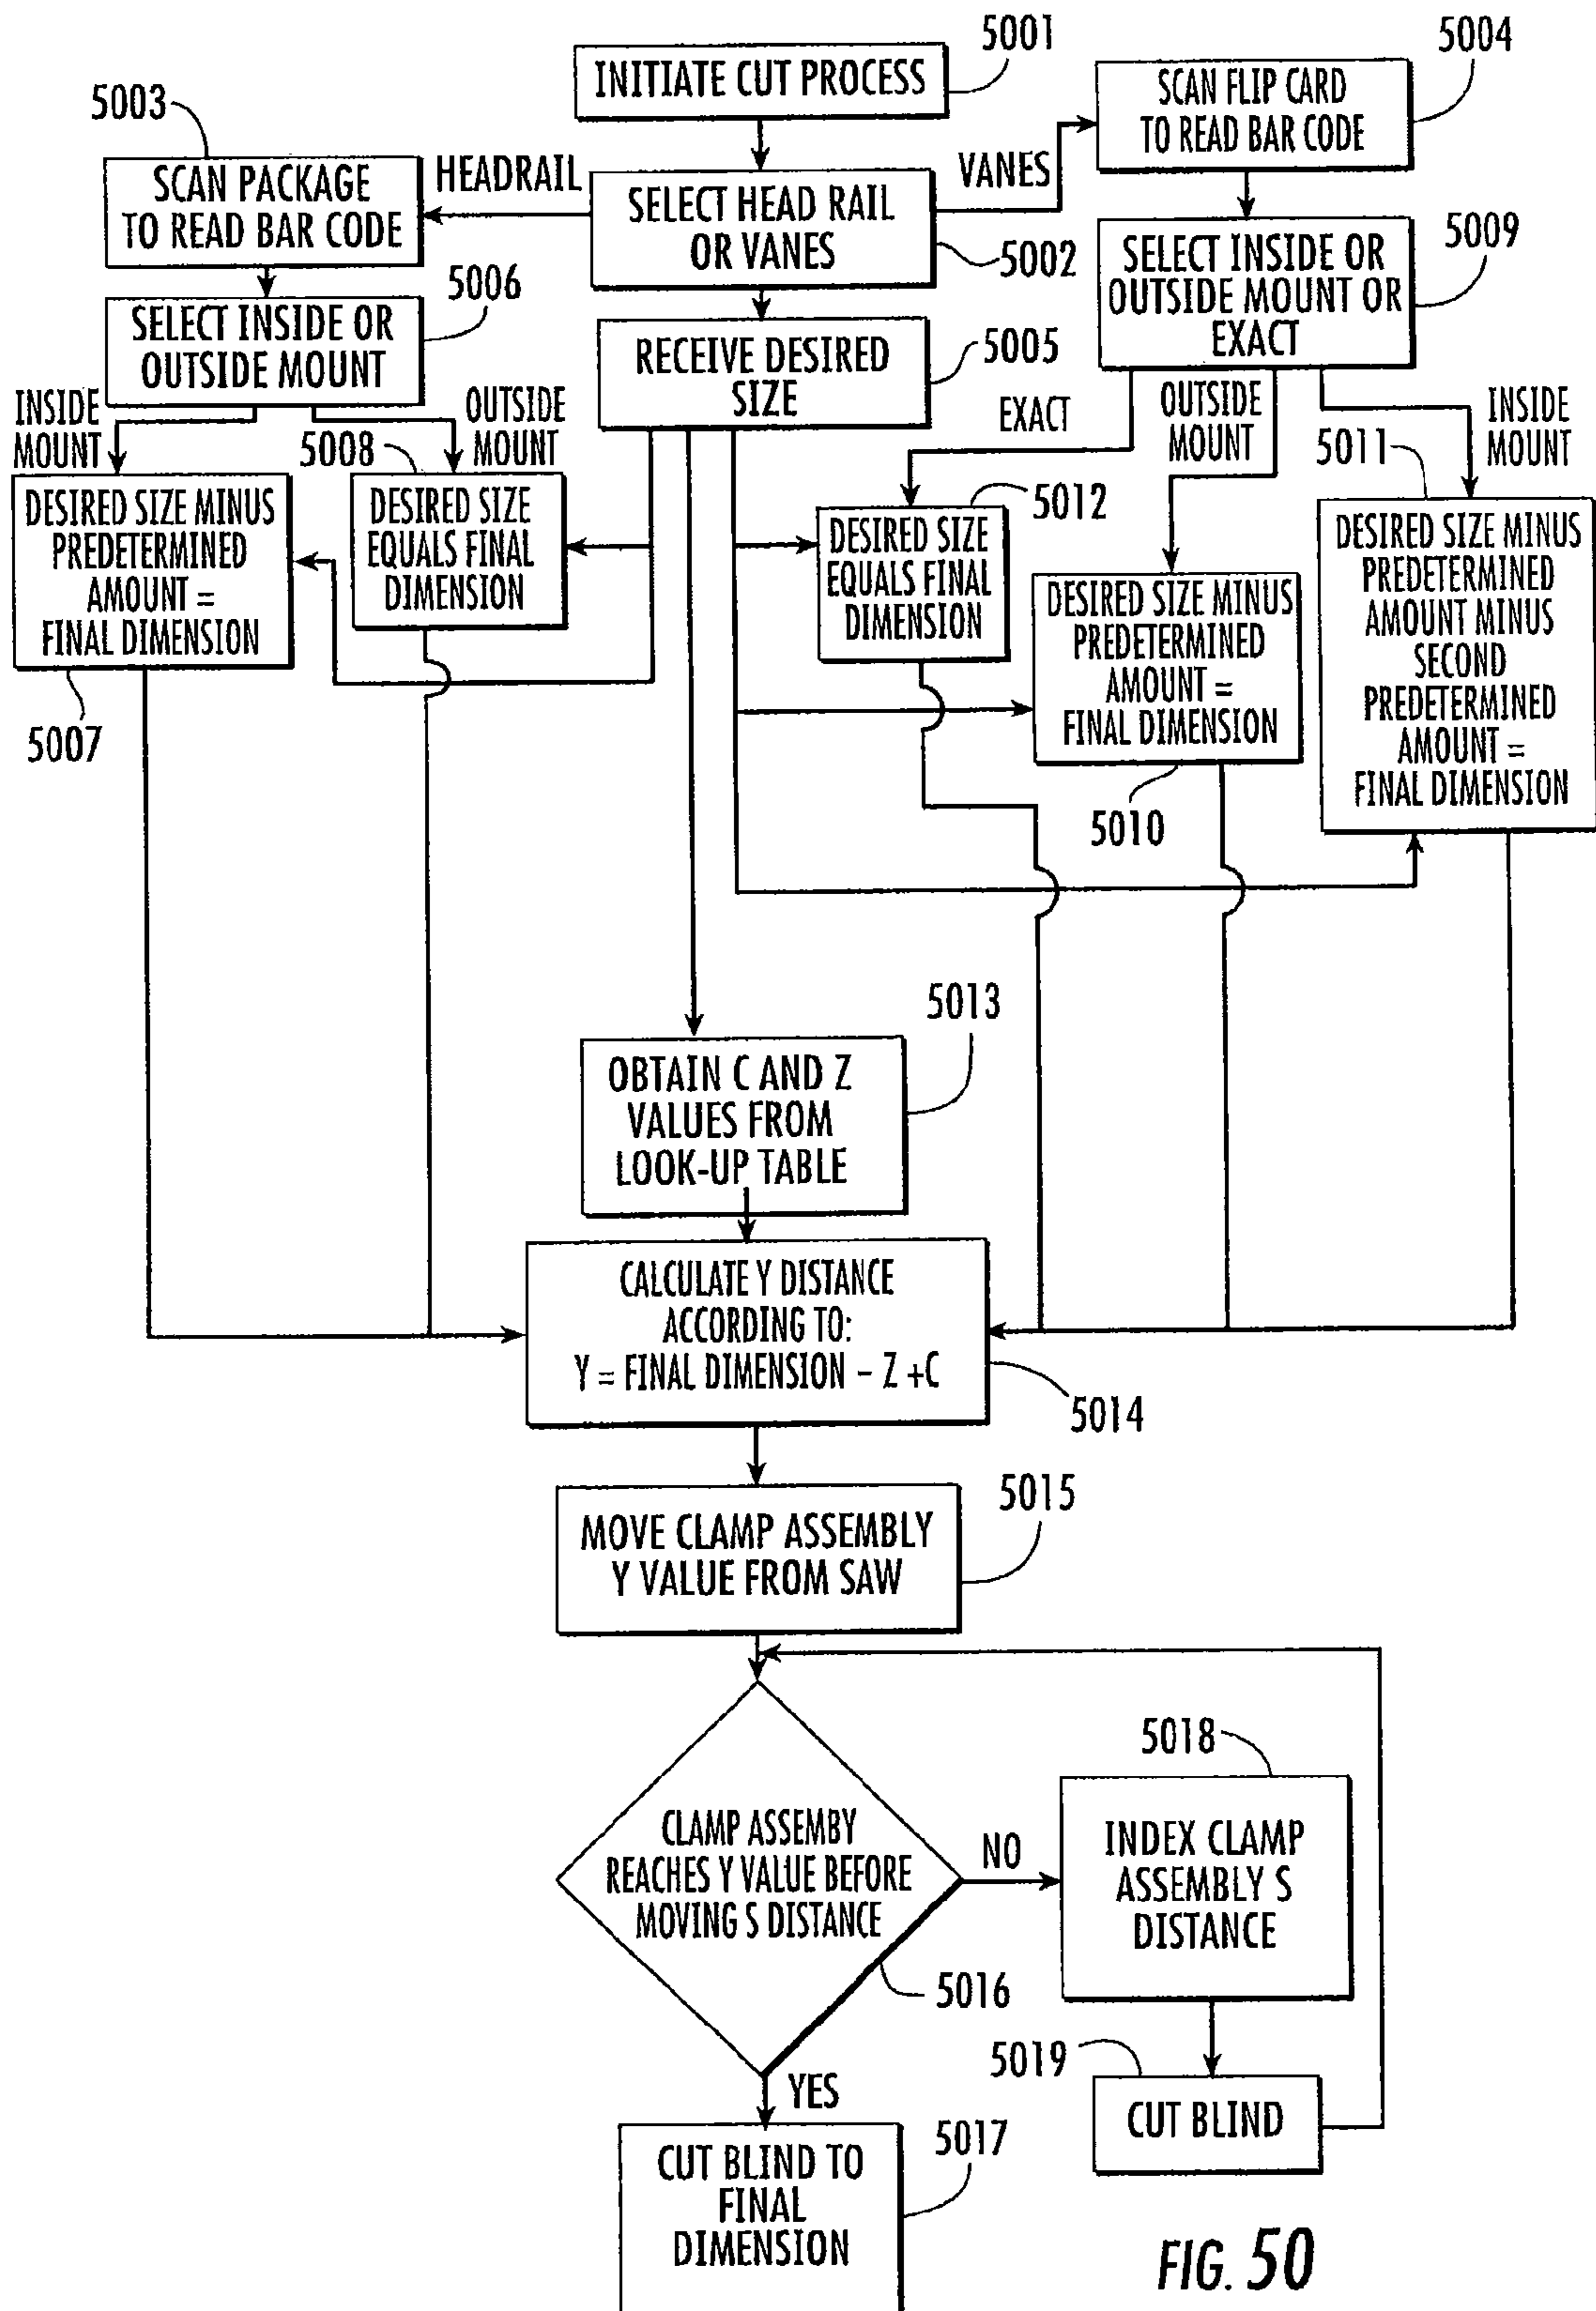 5001
INITIATE CUT PROCESS
5004
SCAN FLIP CARD
TO READ BAR CODE
5003
SCAN PACKAGE
TO READ BAR CODE
HEADRAIL
SELECT HEAD RAIL
OR VANES
VANES
5002
5006
SELECT INSIDE OR
OUTSIDE MOUNT
5005
RECEIVE DESIRED
SIZE
5009
SELECT INSIDE OR
OUTSIDE MOUNT OR
EXACT
INSIDE
MOUNT
OUTSIDE
MOUNT
EXACT
OUTSIDE
MOUNT
INSIDE
MOUNT
5008
5011
5012
DESIRED SIZE MINUS
PREDETERMINED
AMOUNT =
FINAL DIMENSION
5007
DESIRED SIZE
EQUALS FINAL
DIMENSION
DESIRED SIZE
EQUALS FINAL
DIMENSION
DESIRED SIZE MINUS
PREDETERMINED
AMOUNT =
FINAL DIMENSION
5010
DESIRED SIZE MINUS
PREDETERMINED
AMOUNT MINUS
SECOND
PREDETERMINED
AMOUNT =
FINAL DIMENSION
5013
OBTAIN C AND Z
VALUES FROM
LOOK-UP TABLE
CALCULATE Y DISTANCE
ACCORDING TO:
Y = FINAL DIMENSION – Z +C
5014
5015
MOVE CLAMP ASSEMBLY
Y VALUE FROM SAW
CLAMP ASSEMBY
REACHES Y VALUE BEFORE
MOVING S DISTANCE
NO
5016
5018
INDEX CLAMP
ASSEMBLY S
DISTANCE
5019
CUT BLIND
YES
5017
CUT BLIND TO
FINAL
DIMENSION
FIG. 50